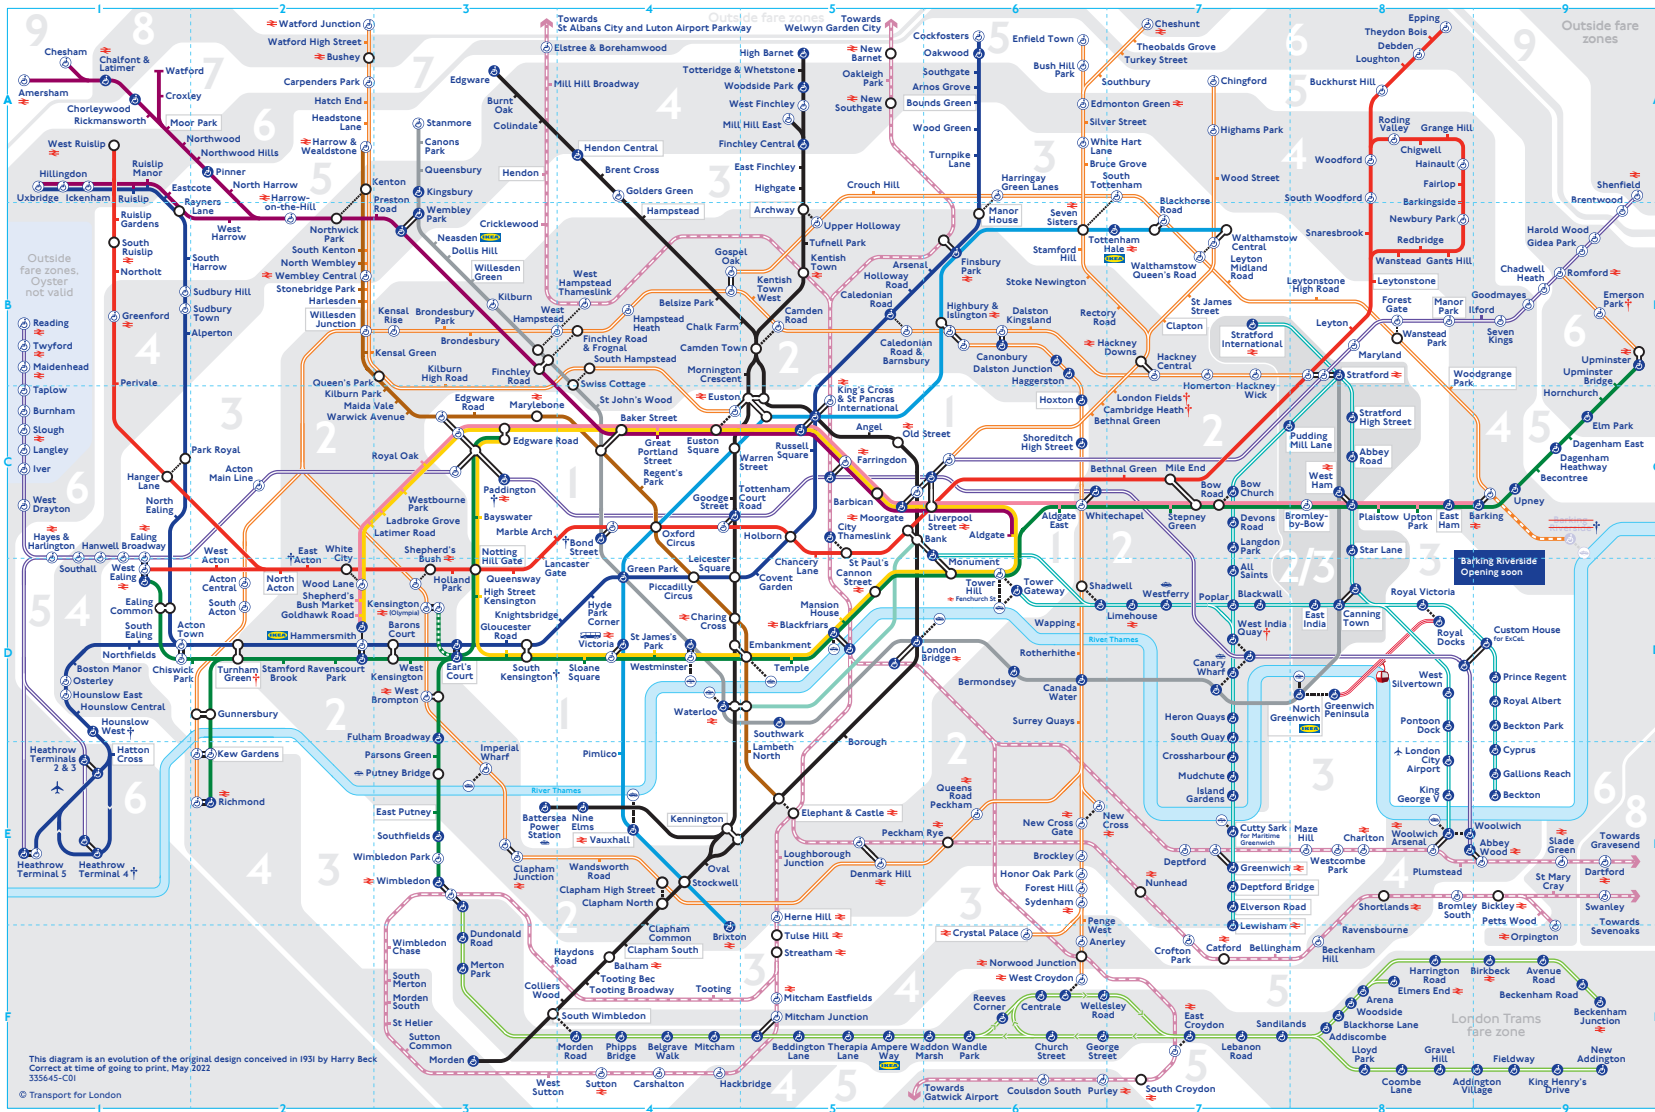 1 2 3 4 5 6 7 8 9
Outside fare zones
Towards
St Albans City and Luton Airport Parkway
Towards
Welwyn Garden City
Outside fare
zones
Chesham
Chalfont &
Latimer
Amersham
Watford
Croxley
Chorleywood
Rickmansworth
Moor Park
Northwood
Northwood Hills
West Ruislip
Hillingdon
Ruislip
Manor
Pinner
Uxbridge
Ickenham
Ruislip
Eastcote
North Harrow
Harrow-
on-the-Hill
Rayners
Lane
West
Harrow
Ruislip
Gardens
South
Ruislip
Northolt
South
Harrow
Sudbury Hill
Sudbury
Town
Greenford
Alperton
Perivale
Outside
fare zones,
Oyster
not valid
Reading
Twyford
Maidenhead
Taplow
Burnham
Slough
Langley
Iver
West
Drayton
Hayes &
Harlington
Southall
Hanwell
Ealing
Broadway
Park Royal
Hanger
Lane
North
Ealing
Acton
Main Line
West
Acton
West
Ealing
Ealing
Common
South
Ealing
Northfields
Acton
Town
Acton
Central
South
Acton
North
Acton
East
Acton
White
City
Wood Lane
Shepherd's
Bush Market
Goldhawk Road
Hammersmith
Boston Manor
Osterley
Hounslow East
Hounslow Central
Hounslow
West
Heathrow
Terminals
2 & 3
Hatton
Cross
Heathrow
Terminal 5
Heathrow
Terminal 4
Chiswick
Park
Turnham
Green
Stamford
Brook
Ravenscourt
Park
Barons
Court
West
Kensington
Gunnersbury
Kew Gardens
Richmond
Watford Junction
Watford High Street
Bushey
Carpenders Park
Hatch End
Headstone
Lane
Harrow &
Wealdstone
Kenton
Preston
Road
Northwick
Park
South Kenton
North Wembley
Wembley Central
Stonebridge Park
Harlesden
Willesden
Junction
Kensal
Rise
Brondesbury
Park
Brondesbury
Kensal Green
Queen's Park
Kilburn Park
Maida Vale
Warwick Avenue
Kilburn
High Road
Stanmore
Canons
Park
Queensbury
Kingsbury
Wembley
Park
Neasden
IKEA
Dollis Hill
Willesden
Green
Kilburn
West
Hampstead
West
Hampstead
Thameslink
Cricklewood
Hendon
Mill Hill Broadway
Elstree & Borehamwood
Edgware
Burnt
Oak
Colindale
Hendon Central
Brent Cross
Golders Green
Hampstead
Belsize Park
Chalk Farm
Camden Town
Mornington
Crescent
Euston
Hampstead
Heath
Finchley Road
& Frognal
South Hampstead
Finchley
Road
Swiss Cottage
St John's Wood
High Barnet
Totteridge & Whetstone
Woodside Park
West Finchley
Mill Hill East
Finchley Central
East Finchley
Highgate
Archway
Tufnell Park
Kentish
Town
Upper Holloway
Crouch Hill
Gospel
Oak
Kentish
Town
West
Camden
Road
New
Barnet
Oakleigh
Park
New
Southgate
Cockfosters
Oakwood
Southgate
Arnos Grove
Bounds Green
Wood Green
Turnpike
Lane
Manor
House
Finsbury
Park
Arsenal
Holloway
Road
Caledonian
Road
Caledonian
Road &
Barnsbury
Highbury &
Islington
Harringay
Green Lanes
South
Tottenham
Seven
Sisters
Stamford
Hill
Stoke Newington
Rectory
Road
Enfield Town
Bush Hill
Park
Edmonton Green
Silver Street
White Hart
Lane
Bruce Grove
Southbury
Turkey Street
Theobalds Grove
Cheshunt
Chingford
Highams Park
Wood Street
Tottenham
Hale
IKEA
Blackhorse
Road
Walthamstow
Central
Walthamstow
Queen's Road
Leyton
Midland
Road
St James
Street
Clapton
Leytonstone
High Road
Epping
Theydon Bois
Debden
Loughton
Buckhurst Hill
Roding
Valley
Grange Hill
Chigwell
Woodford
Hainault
Fairlop
South Woodford
Barkingside
Newbury Park
Snaresbrook
Redbridge
Wanstead
Gants Hill
Leytonstone
Leyton
Shenfield
Brentwood
Harold Wood
Gidea Park
Romford
Chadwell
Heath
Goodmayes
Seven
Kings
Ilford
Manor
Park
Forest
Gate
Wanstead
Park
Woodgrange
Park
Maryland
Emerson
Park
Upminster
Upminster
Bridge
Hornchurch
Elm Park
Dagenham East
Dagenham
Heathway
Becontree
Upney
Barking
Stratford
International
Stratford
Hackney
Downs
Hackney
Central
Homerton
Hackney
Wick
London Fields
Cambridge Heath
Bethnal Green
Dalston
Kingsland
Canonbury
Dalston Junction
Haggerston
Hoxton
Shoreditch
High Street
Stratford
High Street
Pudding
Mill Lane
Abbey
Road
West
Ham
Edgware
Road
Marylebone
Baker Street
Edgware Road
Great
Portland
Street
Euston
Square
Regent's
Park
Warren
Street
Russell
Square
King's Cross
& St Pancras
International
Angel
Old Street
Farringdon
Barbican
Moorgate
Liverpool
Street
Royal Oak
Westbourne
Park
Ladbroke Grove
Latimer Road
Paddington
Bayswater
Marble Arch
Bond
Street
Oxford
Circus
Goodge
Street
Tottenham
Court
Road
Holborn
Chancery
Lane
City
Thameslink
St Paul's
Bank
Aldgate
Aldgate
East
Whitechapel
Bethnal Green
Mile End
Stepney
Green
Bow
Road
Bow
Church
Bromley-
by-Bow
Plaistow
Upton
Park
East
Ham
Barking
Riverside
Barking Riverside
Opening soon
Shepherd's
Bush
Holland
Park
Notting
Hill Gate
Queensway
Lancaster
Gate
High Street
Kensington
Kensington
(Olympia)
Green Park
Piccadilly
Circus
Leicester
Square
Covent
Garden
Cannon
Street
Monument
Mansion
House
Tower
Hill
Fenchurch St
Tower
Gateway
Blackfriars
Knightsbridge
Gloucester
Road
Hyde
Park
Corner
Victoria
St James's
Park
Charing
Cross
Embankment
Earl's
Court
South
Kensington
Sloane
Square
Westminster
Temple
London
Bridge
Waterloo
Southwark
Lambeth
North
Borough
Bermondsey
Shadwell
Wapping
Rotherhithe
Canada
Water
Surrey Quays
River Thames
Limehouse
Westferry
Poplar
Blackwall
East
India
Canning
Town
Devons
Road
Langdon
Park
All
Saints
Star Lane
West India
Quay
Canary
Wharf
Heron Quays
South Quay
Crossharbour
Mudchute
Island
Gardens
Royal Victoria
Royal
Docks
Custom House
for ExCeL
Prince Regent
Royal Albert
Beckton Park
Cyprus
Gallions Reach
Beckton
West
Silvertown
Pontoon
Dock
London
City
Airport
King
George V
Woolwich
Arsenal
Woolwich
North
Greenwich
IKEA
Greenwich
Peninsula
West
Brompton
Fulham Broadway
Parsons Green
Putney Bridge
East Putney
Southfields
Wimbledon Park
Wimbledon
Imperial
Wharf
Pimlico
River Thames
Battersea
Power
Station
Nine
Elms
Vauxhall
Kennington
Oval
Stockwell
Clapham
Junction
Wandsworth
Road
Clapham High Street
Clapham North
Clapham
Common
Clapham South
Brixton
Balham
Tooting Bec
Tooting Broadway
Colliers
Wood
South Wimbledon
Morden
Haydons
Road
Tooting
Elephant & Castle
Loughborough
Junction
Denmark Hill
Peckham Rye
Queens
Road
Peckham
Herne Hill
Tulse Hill
Streatham
Mitcham Eastfields
Mitcham Junction
New Cross
Gate
New
Cross
Brockley
Honor Oak Park
Forest Hill
Sydenham
Crystal Palace
Penge
West
Anerley
Norwood Junction
West Croydon
Nunhead
Crofton
Park
Catford
Bellingham
Beckenham
Hill
Ravensbourne
Shortlands
Bromley
South
Bickley
Petts Wood
Orpington
St Mary
Cray
Swanley
Towards
Sevenoaks
Deptford
Cutty Sark
for Maritime
Greenwich
Greenwich
Deptford Bridge
Elverson Road
Lewisham
Maze
Hill
Westcombe
Park
Charlton
Plumstead
Abbey
Wood
Slade
Green
Dartford
Towards
Gravesend
Wimbledon
Chase
South
Merton
Morden
South
St Helier
Sutton
Common
West
Sutton
Sutton
Carshalton
Hackbridge
Dundonald
Road
Merton
Park
Morden
Road
Phipps
Bridge
Belgrave
Walk
Mitcham
Beddington
Lane
Therapia
Lane
Ampere
Way
IKEA
Waddon
Marsh
Wandle
Park
Reeves
Corner
Centrale
Wellesley
Road
Church
Street
George
Street
East
Croydon
Lebanon
Road
Sandilands
South Croydon
Purley
Coulsdon South
Towards
Gatwick Airport
Lloyd
Park
Coombe
Lane
Gravel
Hill
Addington
Village
Fieldway
King Henry's
Drive
New
Addington
Addiscombe
Blackhorse Lane
Woodside
Arena
Elmers End
Harrington
Road
Birkbeck
Avenue
Road
Beckenham Road
Beckenham
Junction
London Trams
fare zone
This diagram is an evolution of the original design conceived in 1931 by Harry Beck
Correct at time of going to print, May 2022
335645-C01
© Transport for London
1 2 3 4 5 6 7 8 9